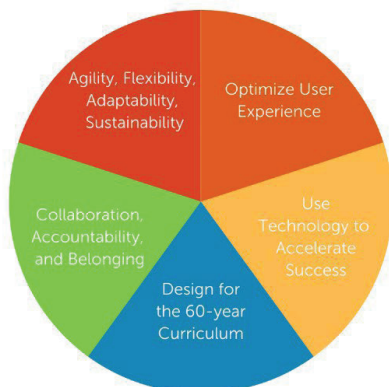 Agility, Flexibility,
Adaptability,
Sustainability
Optimize User
Experience
Use
Technology to
Accelerate
Success
Design for
the 60-year
Curriculum
Collaboration,
Accountability,
and Belonging